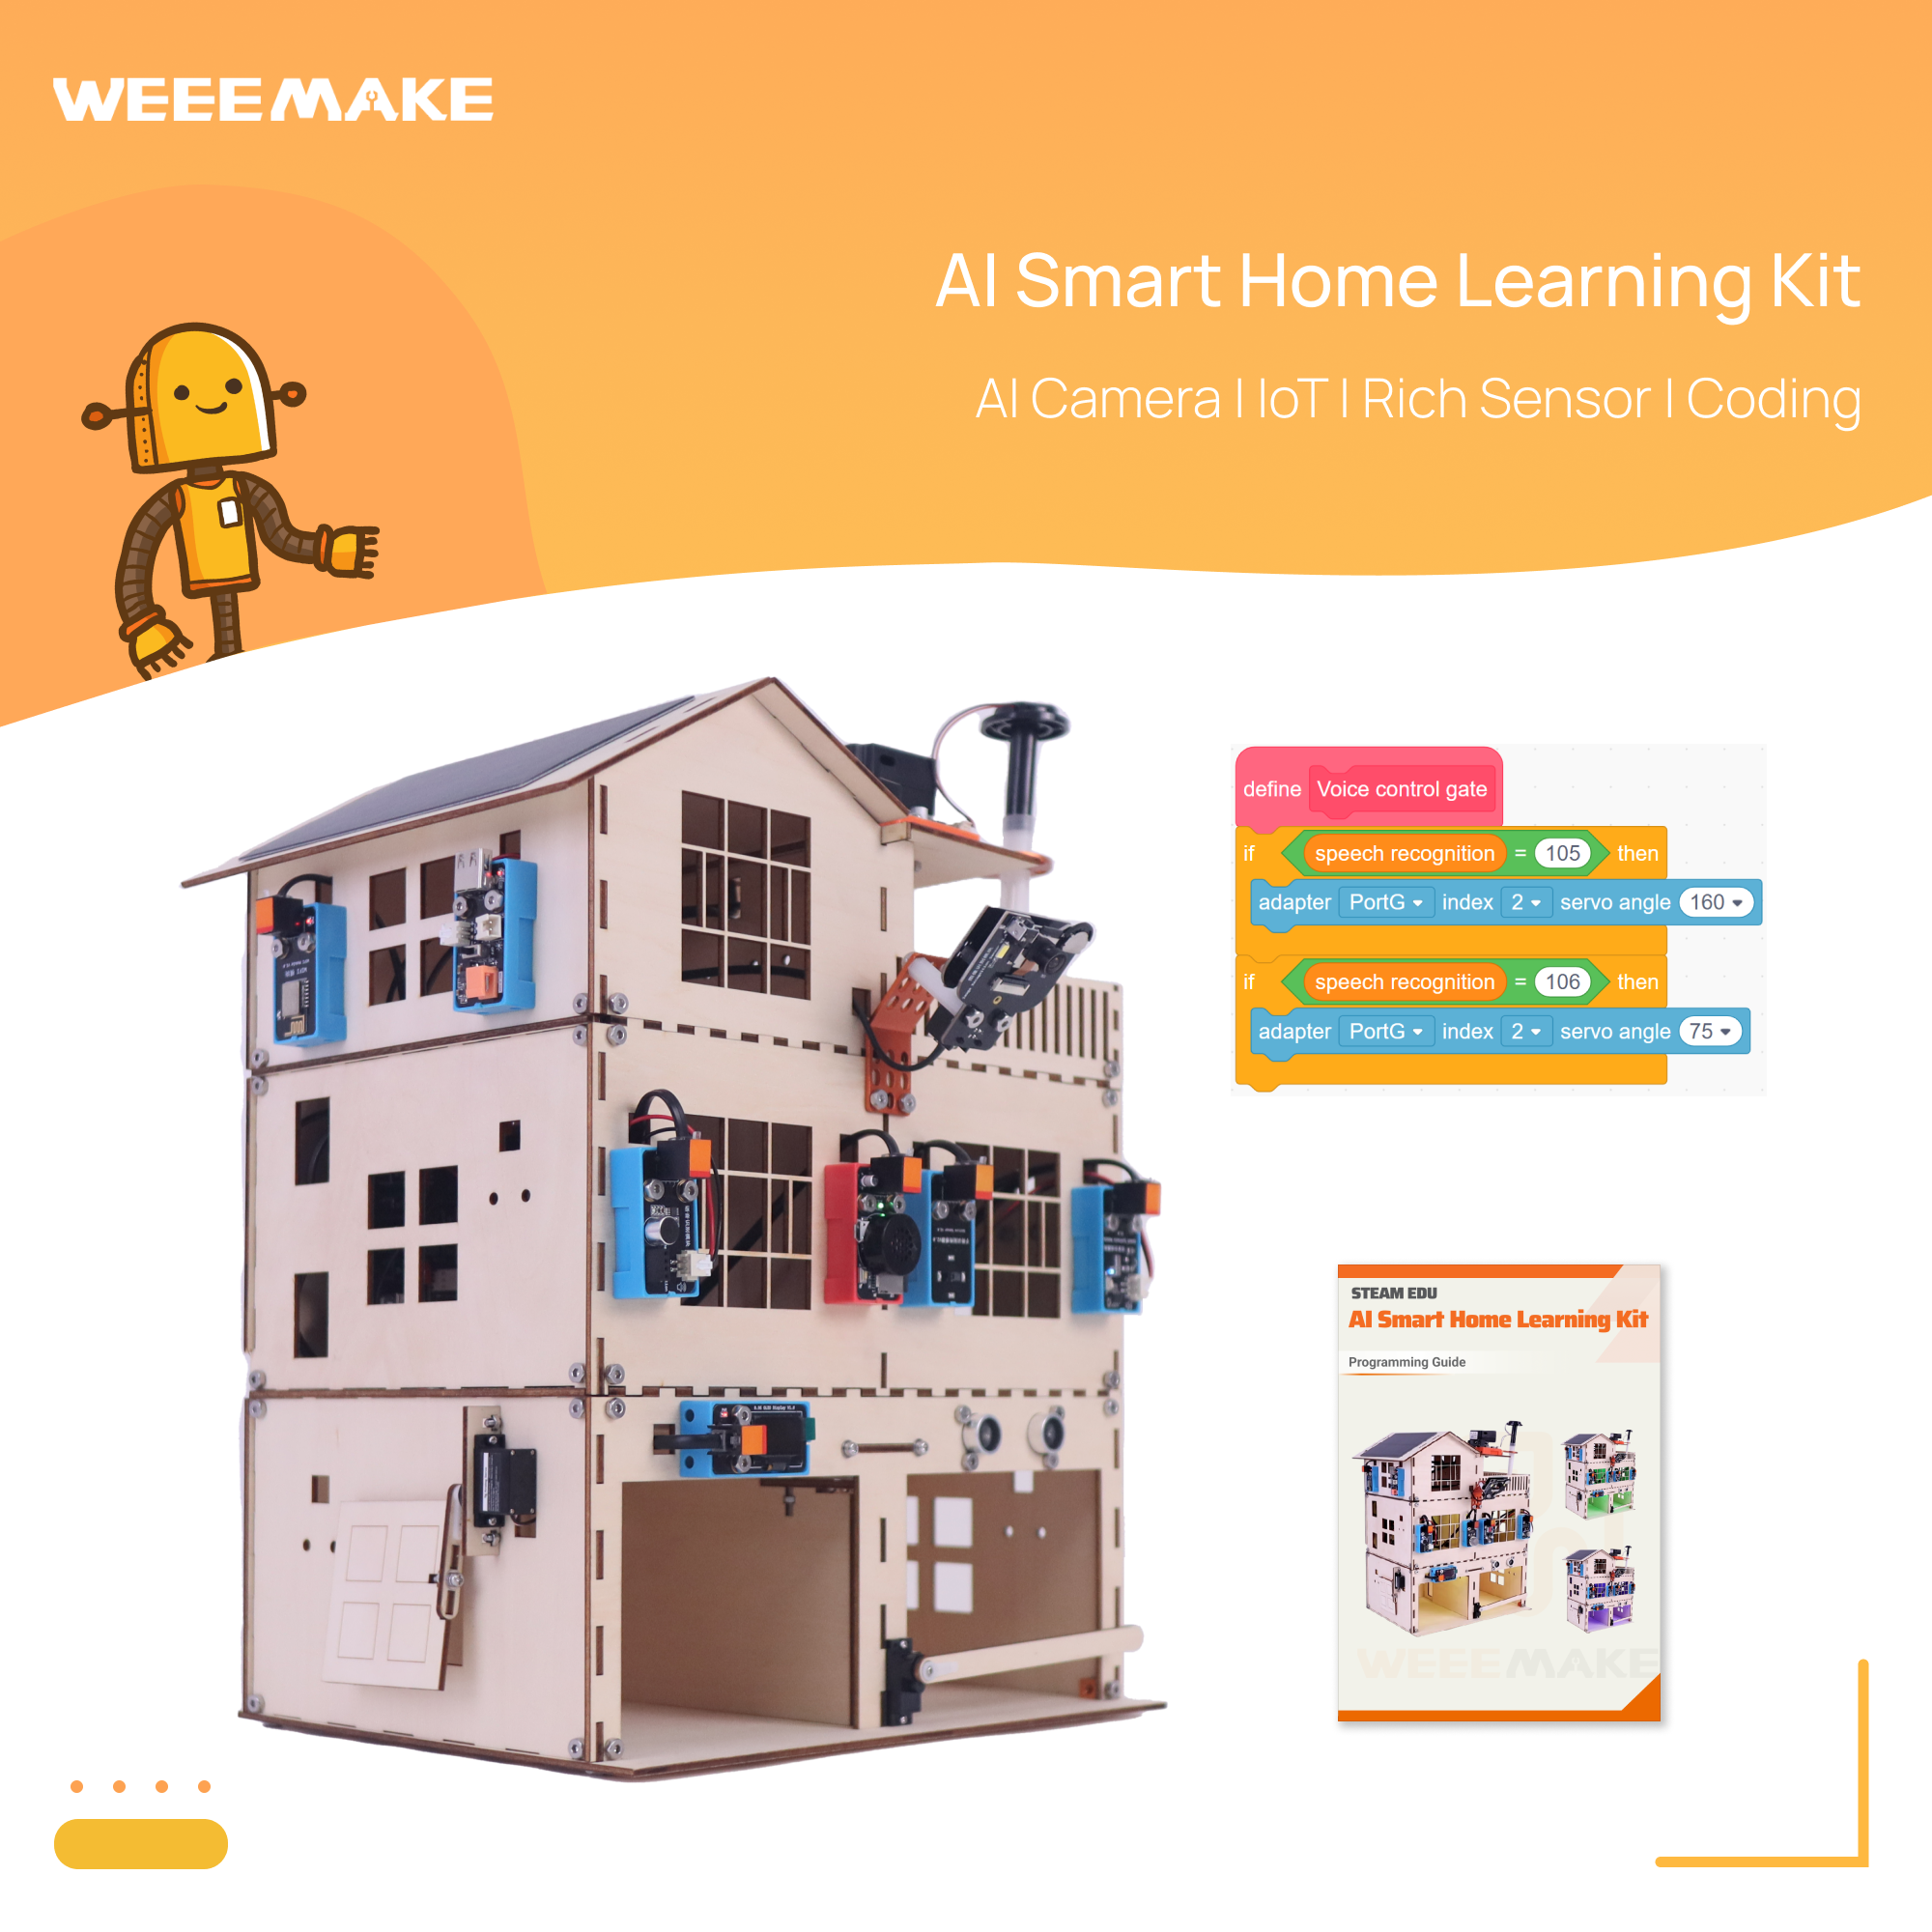 WEEEMAKE
AI Smart Home Learning Kit
AI Camera | IoT | Rich Sensor | Coding
define Voice control gate
if speech recognition = 105 then
adapter PortG index 2 servo angle 160
if speech recognition = 106 then
adapter PortG index 2 servo angle 75
STEAM EDU
AI Smart Home Learning Kit
Programming Guide
WEEEMAKE